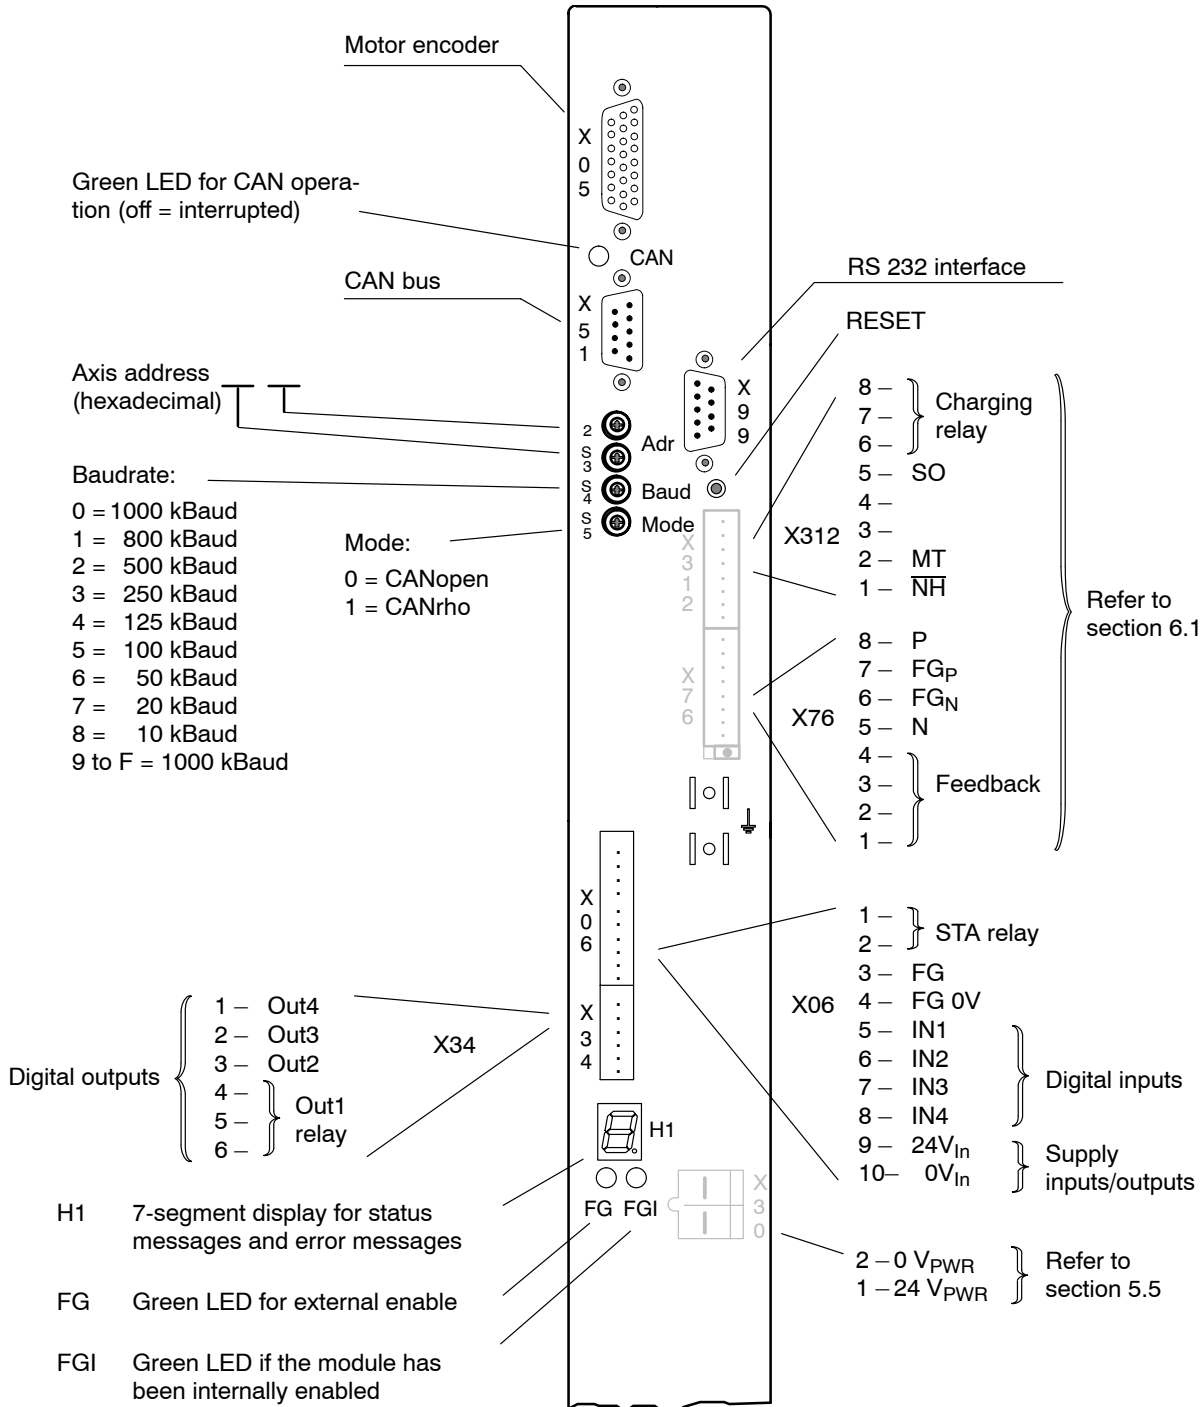 Motor encoder
X
0
5
Green LED for CAN opera-
tion (off = interrupted)
CAN
CAN bus
X
5
1
RS 232 interface
RESET
Axis address
(hexadecimal)
X
9
9
2
S
3
Adr
S
4
Baud
S
5
Mode
Baudrate:
0 = 1000 kBaud
1 = 800 kBaud
2 = 500 kBaud
3 = 250 kBaud
4 = 125 kBaud
5 = 100 kBaud
6 = 50 kBaud
7 = 20 kBaud
8 = 10 kBaud
9 to F = 1000 kBaud
Mode:
0 = CANopen
1 = CANrho
X
3
1
2
X312
8 –
7 –
6 –
Charging
relay
5 – SO
4 –
3 –
2 – MT
1 – N̅H̅
Refer to
section 6.1
X
7
6
X76
8 – P
7 – FGP
6 – FGN
5 – N
4 –
3 –
2 –
1 –
Feedback
X
0
6
X06
1 –
2 –
STA relay
3 – FG
4 – FG 0V
5 – IN1
6 – IN2
7 – IN3
8 – IN4
Digital inputs
9 – 24VIn
10– 0VIn
Supply
inputs/outputs
X
3
4
Digital outputs
1 – Out4
2 – Out3
3 – Out2
4 –
5 –
6 –
Out1
relay
X34
H1
FG FGI
X
3
0
2 – 0 VPWR
1 – 24 VPWR
Refer to
section 5.5
H1 7-segment display for status
messages and error messages
FG Green LED for external enable
FGI Green LED if the module has
been internally enabled